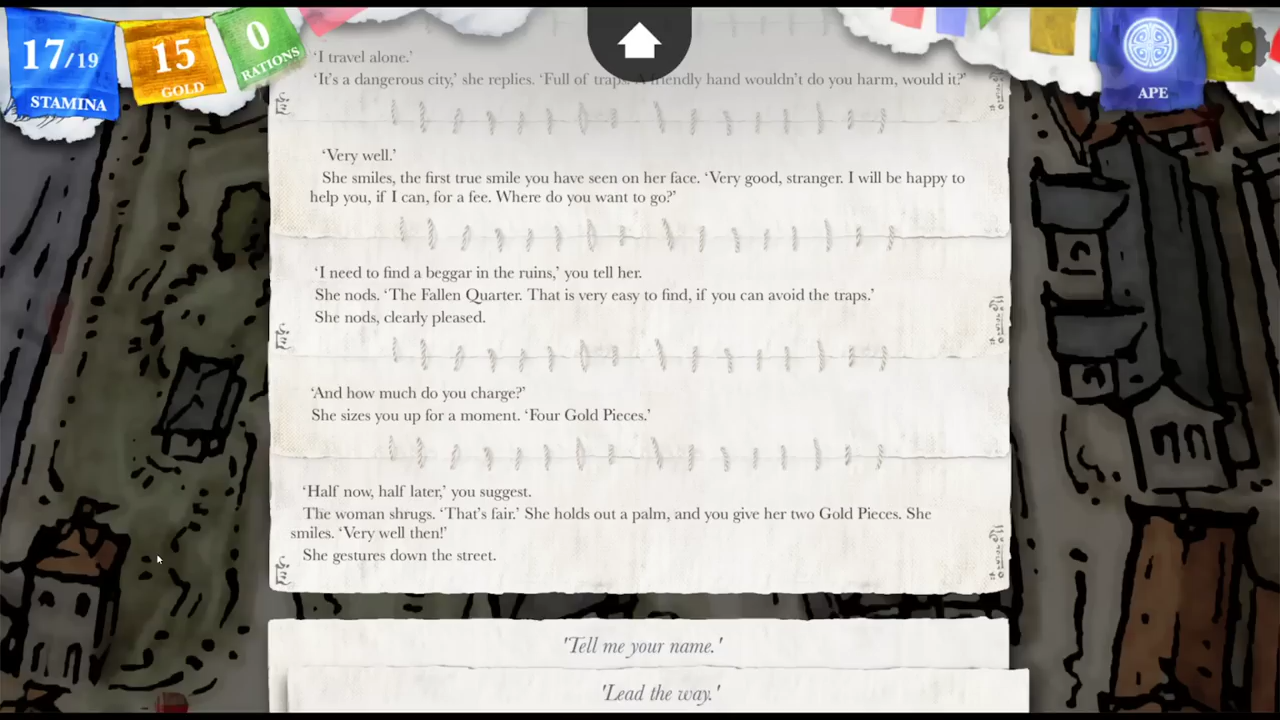 17/19
STAMINA
15
GOLD
0
RATIONS
APE
'I travel alone.'
'It's a dangerous city,' she replies. 'Full of traps. A friendly hand wouldn't do you harm, would it?'
'Very well.'
She smiles, the first true smile you have seen on her face. 'Very good, stranger. I will be happy to
help you, if I can, for a fee. Where do you want to go?'
'I need to find a beggar in the ruins,' you tell her.
She nods. 'The Fallen Quarter. That is very easy to find, if you can avoid the traps.'
She nods, clearly pleased.
'And how much do you charge?'
She sizes you up for a moment. 'Four Gold Pieces.'
'Half now, half later,' you suggest.
The woman shrugs. 'That's fair.' She holds out a palm, and you give her two Gold Pieces. She
smiles. 'Very well then!'
She gestures down the street.
'Tell me your name.'
'Lead the way.'